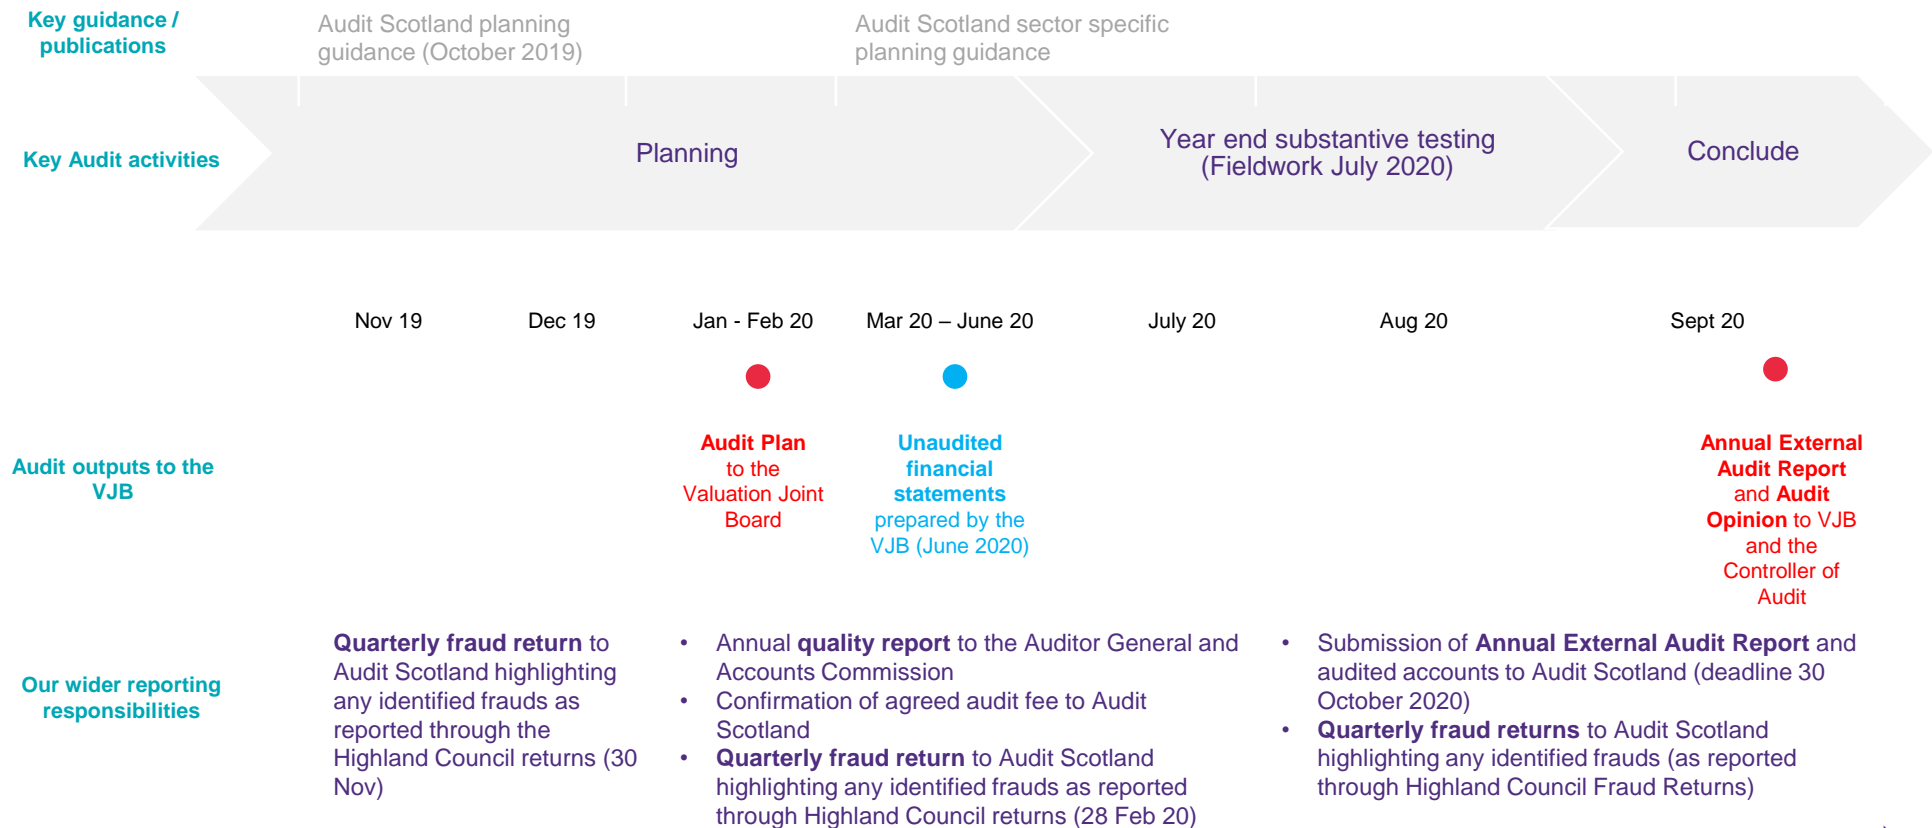 Key guidance /
publications
Audit Scotland planning
guidance (October 2019)
Audit Scotland sector specific
planning guidance
Key Audit activities
Planning
Year end substantive testing
(Fieldwork July 2020)
Conclude
Nov 19
Dec 19
Jan - Feb 20
Mar 20 – June 20
July 20
Aug 20
Sept 20
Audit outputs to the
VJB
Audit Plan
to the
Valuation Joint
Board
Unaudited
financial
statements
prepared by the
VJB (June 2020)
Annual External
Audit Report
and Audit
Opinion to VJB
and the
Controller of
Audit
Our wider reporting
responsibilities
Quarterly fraud return to
Audit Scotland highlighting
any identified frauds as
reported through the
Highland Council returns (30
Nov)
• Annual quality report to the Auditor General and
Accounts Commission
• Confirmation of agreed audit fee to Audit
Scotland
• Quarterly fraud return to Audit Scotland
highlighting any identified frauds as reported
through Highland Council returns (28 Feb 20)
• Submission of Annual External Audit Report and
audited accounts to Audit Scotland (deadline 30
October 2020)
• Quarterly fraud returns to Audit Scotland
highlighting any identified frauds (as reported
through Highland Council Fraud Returns)